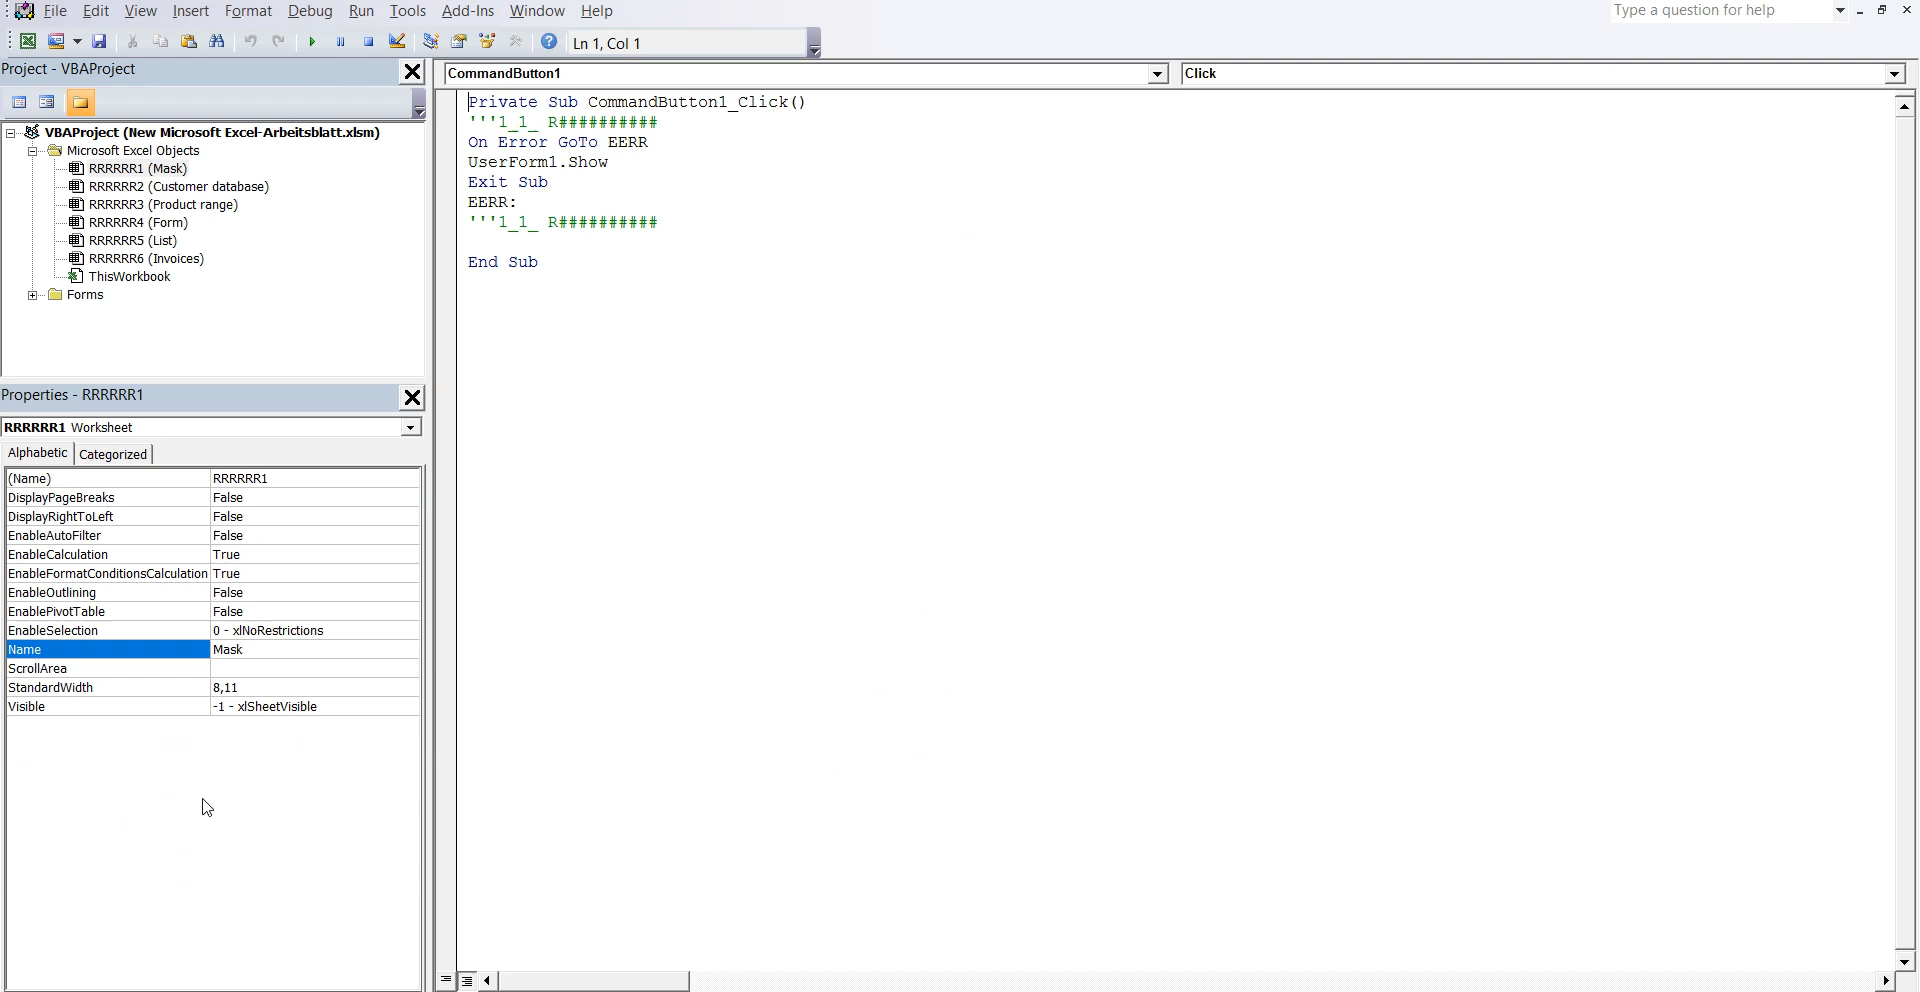 File Edit View Insert Format Debug Run Tools Add-Ins Window Help
Type a question for help
Ln 1, Col 1
Project - VBAProject
VBAProject (New Microsoft Excel-Arbeitsblatt.xlsm)
Microsoft Excel Objects
RRRRRR1 (Mask)
RRRRRR2 (Customer database)
RRRRRR3 (Product range)
RRRRRR4 (Form)
RRRRRR5 (List)
RRRRRR6 (Invoices)
ThisWorkbook
Forms
Properties - RRRRRR1
RRRRRR1 Worksheet
Alphabetic Categorized
(Name) RRRRRR1
DisplayPageBreaks False
DisplayRightToLeft False
EnableAutoFilter False
EnableCalculation True
EnableFormatConditionsCalculation True
EnableOutlining False
EnablePivotTable False
EnableSelection 0 - xlNoRestrictions
Name Mask
ScrollArea
StandardWidth 8,11
Visible -1 - xlSheetVisible
CommandButton1
Click
Private Sub CommandButton1_Click()
'''1_1_ R##########
On Error GoTo EERR
UserForm1.Show
Exit Sub
EERR:
'''1_1_ R##########
End Sub